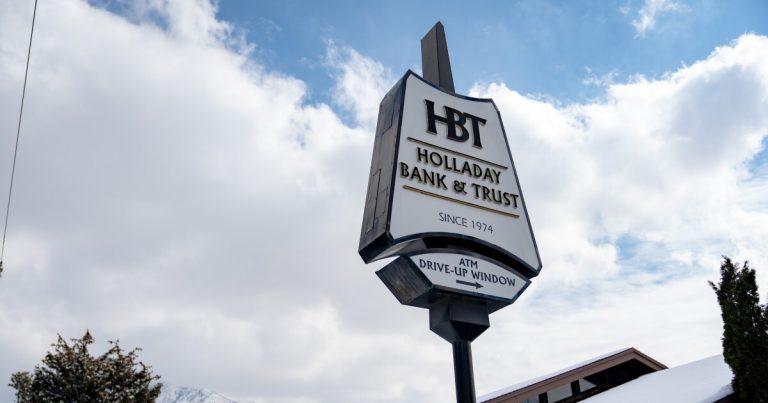 HBT
HOLLADAY
BANK & TRUST
SINCE 1974
ATM
DRIVE-UP WINDOW